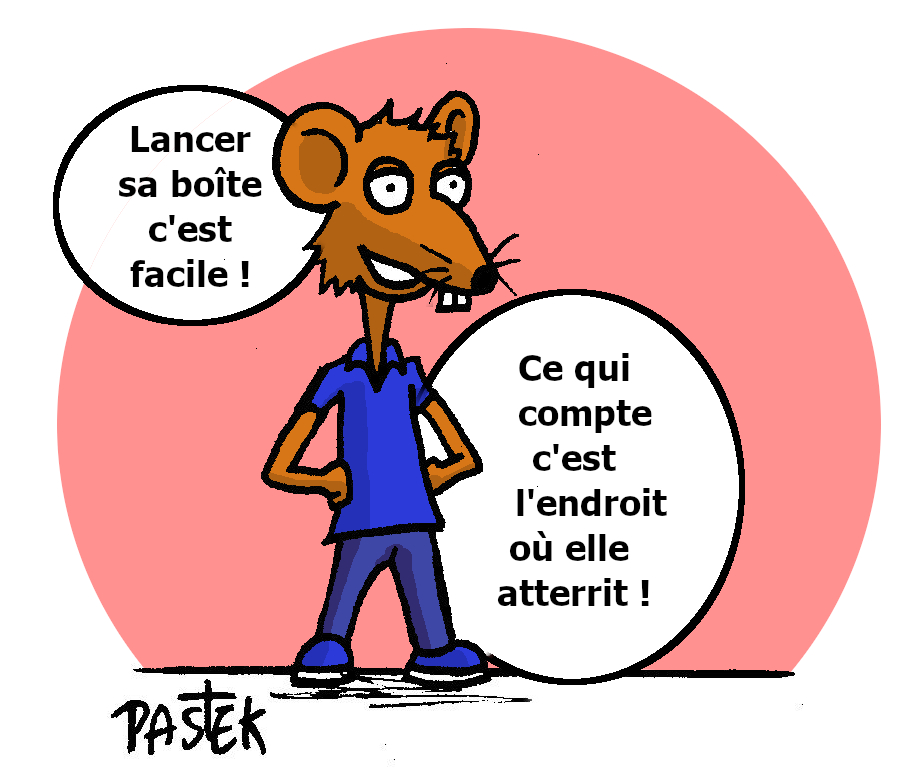 Lancer
sa boîte
c'est
facile !
Ce qui
compte
c'est
l'endroit
où elle
atterrit !
PASTEK